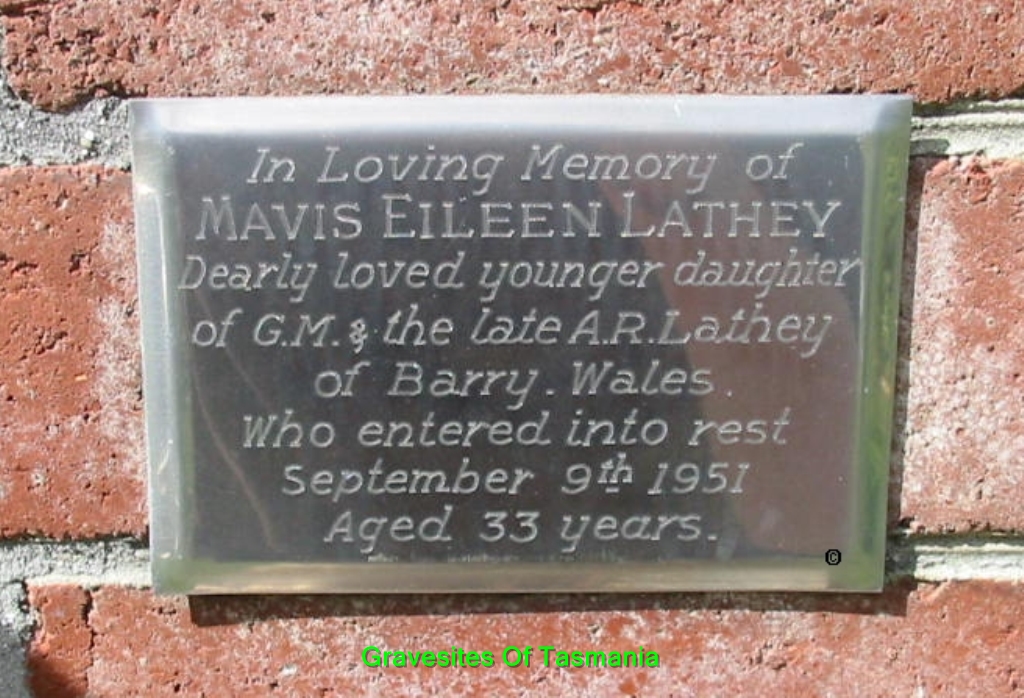 In Loving Memory of
MAVIS EILEEN LATHEY
Dearly loved younger daughter
of G.M. & the late A.R. Lathey
of Barry. Wales.
Who entered into rest
September 9th 1951
Aged 33 years.
©
Gravesites Of Tasmania